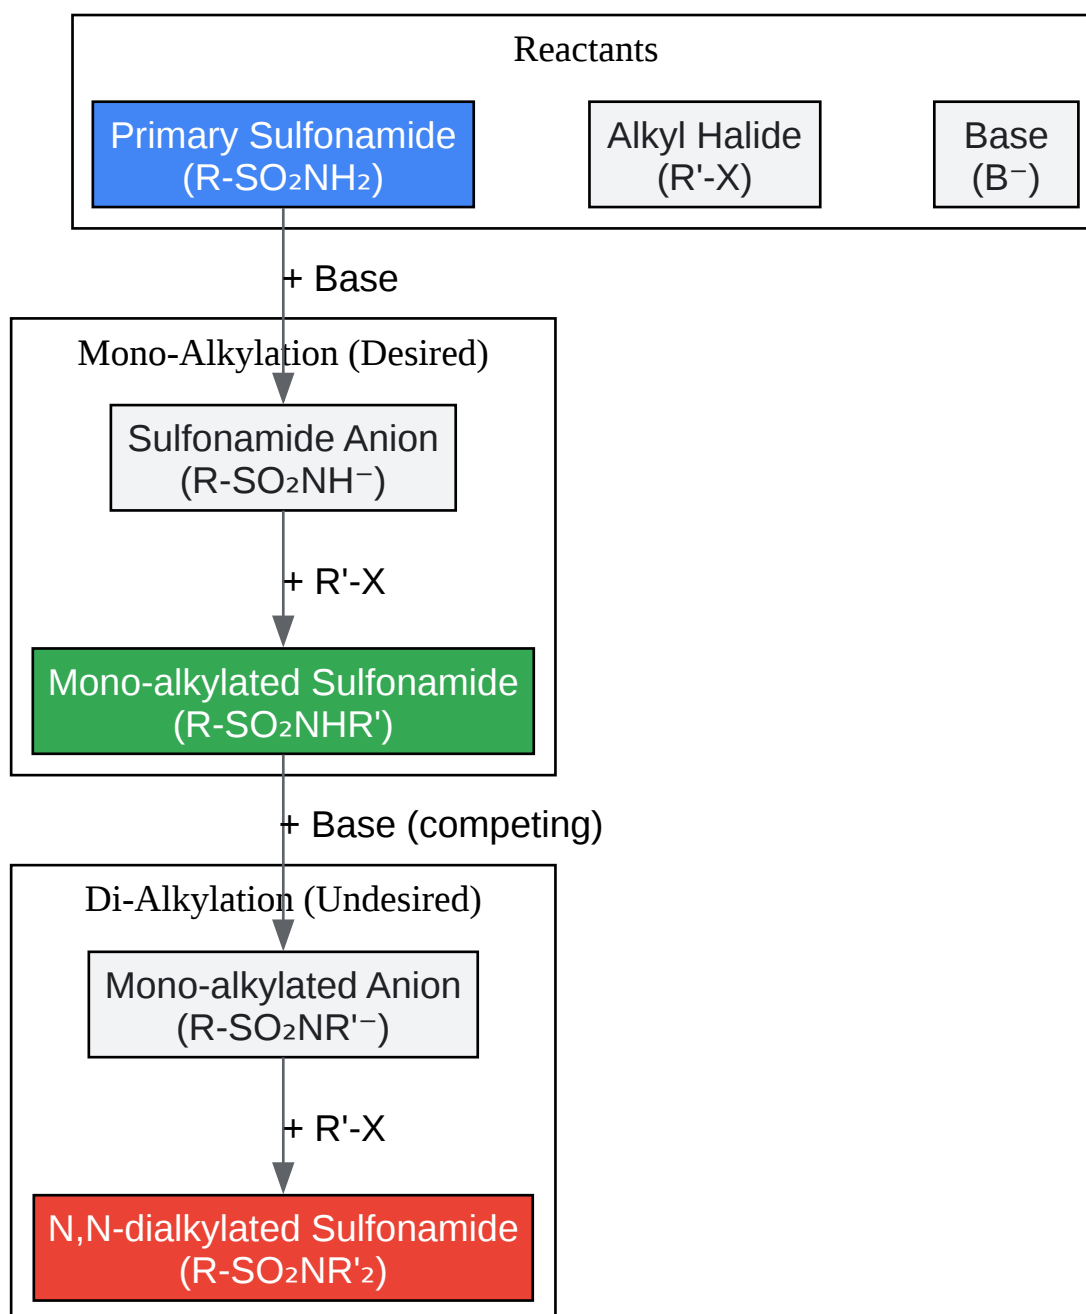 Reactants
Primary Sulfonamide
(R-SO₂NH₂)
Alkyl Halide
(R'-X)
Base
(B⁻)
+ Base
Mono-Alkylation (Desired)
Sulfonamide Anion
(R-SO₂NH⁻)
+ R'-X
Mono-alkylated Sulfonamide
(R-SO₂NHR')
+ Base (competing)
Di-Alkylation (Undesired)
Mono-alkylated Anion
(R-SO₂NR'⁻)
+ R'-X
N,N-dialkylated Sulfonamide
(R-SO₂NR'₂)